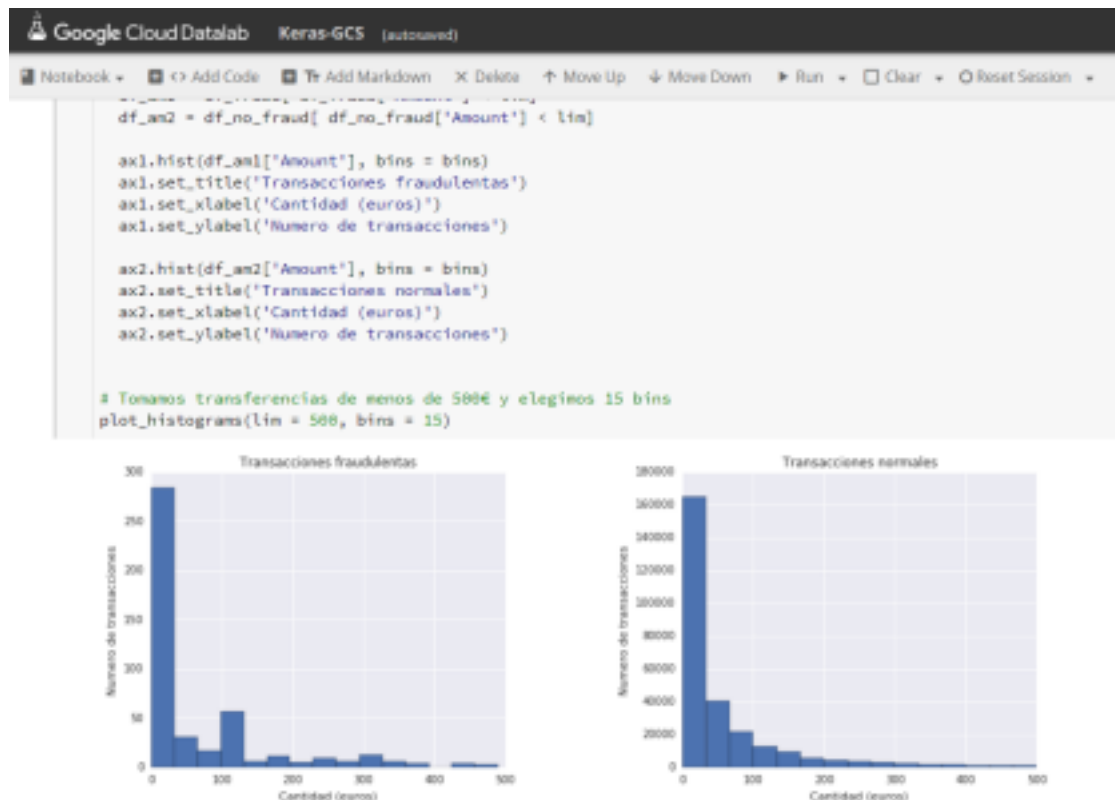 Google Cloud Datalab Keras-GCS (autosaved)
Notebook <> Add Code Tr Add Markdown Delete Move Up Move Down Run Clear Reset Session
df_am2 = df_no_fraud[ df_no_fraud['Amount'] < lim]
ax1.hist(df_am1['Amount'], bins = bins)
ax1.set_title('Transacciones fraudulentas')
ax1.set_xlabel('Cantidad (euros)')
ax1.set_ylabel('Numero de transacciones')
ax2.hist(df_am2['Amount'], bins = bins)
ax2.set_title('Transacciones normales')
ax2.set_xlabel('Cantidad (euros)')
ax2.set_ylabel('Numero de transacciones')
# Tomamos transferencias de menos de 500€ y elegimos 15 bins
plot_histograms(lim = 500, bins = 15)
Transacciones fraudulentas
300
250
200
150
100
50
0
Numero de transacciones
0 100 200 300 400 500
Cantidad (euros)
Transacciones normales
180000
160000
140000
120000
100000
80000
60000
40000
20000
0
Numero de transacciones
0 100 200 300 400 500
Cantidad (euros)